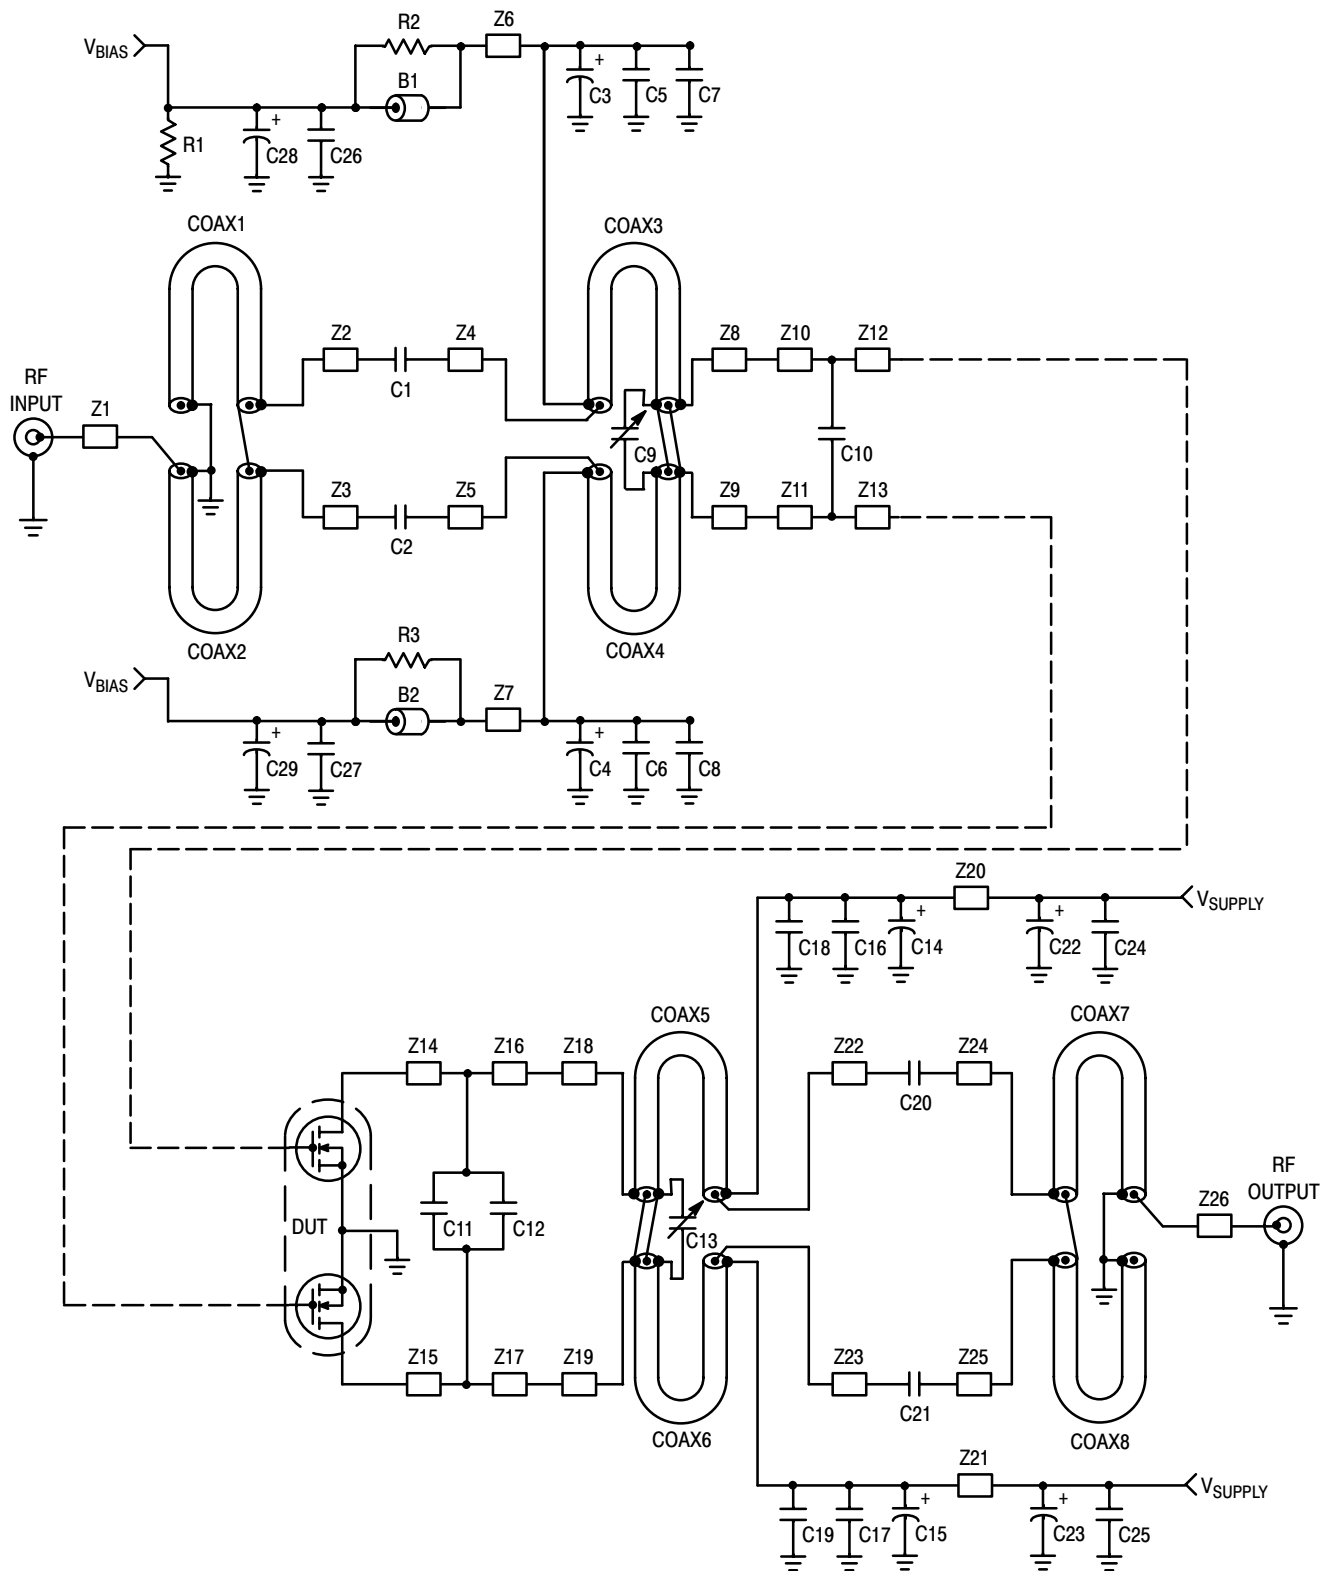 R2
Z6
VBIAS
B1
C3
C5
C7
R1
C28
+
C26
+
COAX1
COAX3
Z2
Z4
Z8
Z10
Z12
C1
RF
INPUT
Z1
C9
C10
Z3
Z5
Z9
Z11
Z13
C2
COAX2
R3
COAX4
VBIAS
B2
Z7
+
+
C29
C27
C4
C6
C8
Z20
VSUPPLY
+
+
C18
C16
C14
C22
C24
COAX5
COAX7
Z14
Z16
Z18
Z22
Z24
C20
RF
OUTPUT
Z26
DUT
C11
C12
C13
Z15
Z17
Z19
Z23
Z25
C21
COAX6
COAX8
Z21
VSUPPLY
+
+
C19
C17
C15
C23
C25